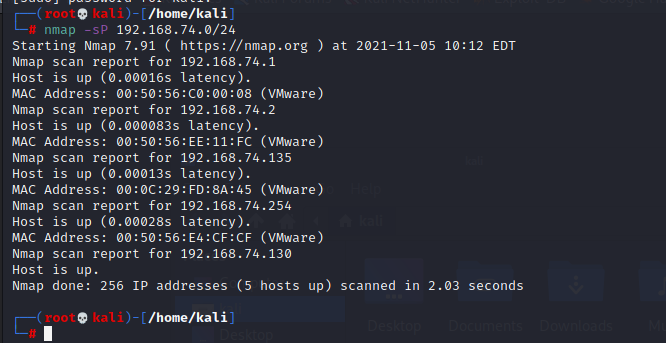 [sudo] password for kali:
┌──(root💀kali)-[/home/kali]
└─# nmap -sP 192.168.74.0/24
Starting Nmap 7.91 ( https://nmap.org ) at 2021-11-05 10:12 EDT
Nmap scan report for 192.168.74.1
Host is up (0.00016s latency).
MAC Address: 00:50:56:C0:00:08 (VMware)
Nmap scan report for 192.168.74.2
Host is up (0.000083s latency).
MAC Address: 00:50:56:EE:11:FC (VMware)
Nmap scan report for 192.168.74.135
Host is up (0.00013s latency).
MAC Address: 00:0C:29:FD:8A:45 (VMware)
Nmap scan report for 192.168.74.254
Host is up (0.00028s latency).
MAC Address: 00:50:56:E4:CF:CF (VMware)
Nmap scan report for 192.168.74.130
Host is up.
Nmap done: 256 IP addresses (5 hosts up) scanned in 2.03 seconds
┌──(root💀kali)-[/home/kali]
└─#
Help
kali
Desktop
Desktop Documents Downloads